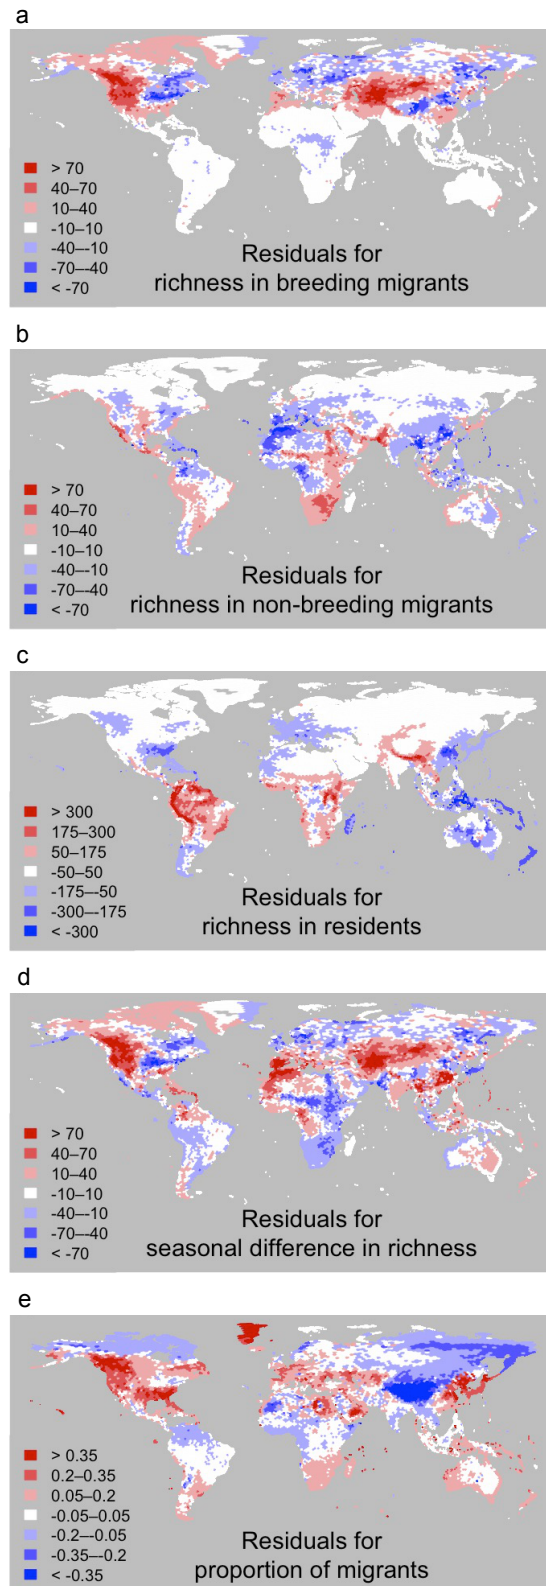 a
> 70
40–70
10–40
-10–10
-40–-10
-70–-40
< -70
Residuals for
richness in breeding migrants
b
> 70
40–70
10–40
-10–10
-40–-10
-70–-40
< -70
Residuals for
richness in non-breeding migrants
c
> 300
175–300
50–175
-50–50
-175–-50
-300–-175
< -300
Residuals for
richness in residents
d
> 70
40–70
10–40
-10–10
-40–-10
-70–-40
< -70
Residuals for
seasonal difference in richness
e
> 0.35
0.2–0.35
0.05–0.2
-0.05–0.05
-0.2–-0.05
-0.35–-0.2
< -0.35
Residuals for
proportion of migrants